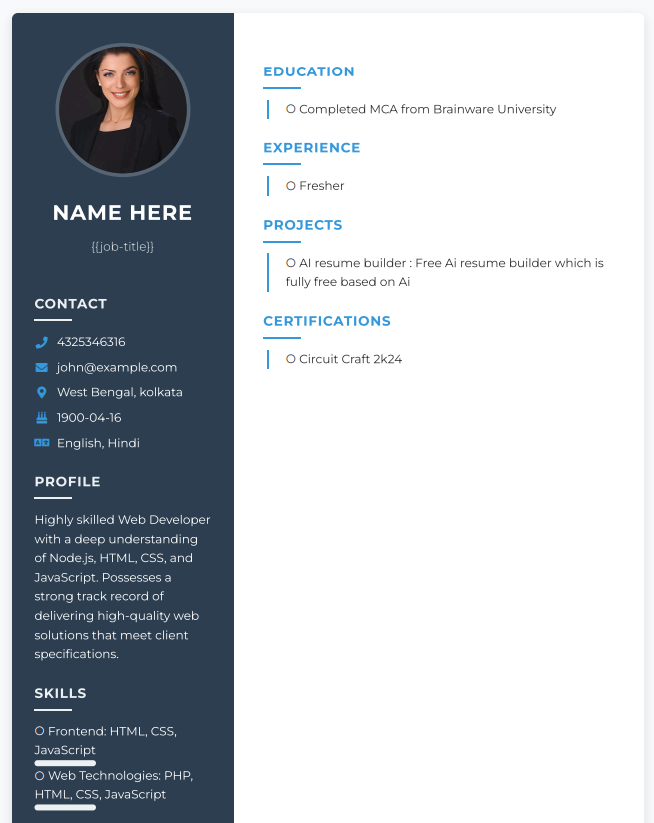 NAME HERE
{{job-title}}
CONTACT
4325346316
john@example.com
West Bengal, kolkata
1900-04-16
English, Hindi
PROFILE
Highly skilled Web Developer
with a deep understanding
of Node.js, HTML, CSS, and
JavaScript. Possesses a
strong track record of
delivering high-quality web
solutions that meet client
specifications.
SKILLS
O Frontend: HTML, CSS,
JavaScript
O Web Technologies: PHP,
HTML, CSS, JavaScript
EDUCATION
O Completed MCA from Brainware University
EXPERIENCE
O Fresher
PROJECTS
O AI resume builder : Free Ai resume builder which is
fully free based on Ai
CERTIFICATIONS
O Circuit Craft 2k24